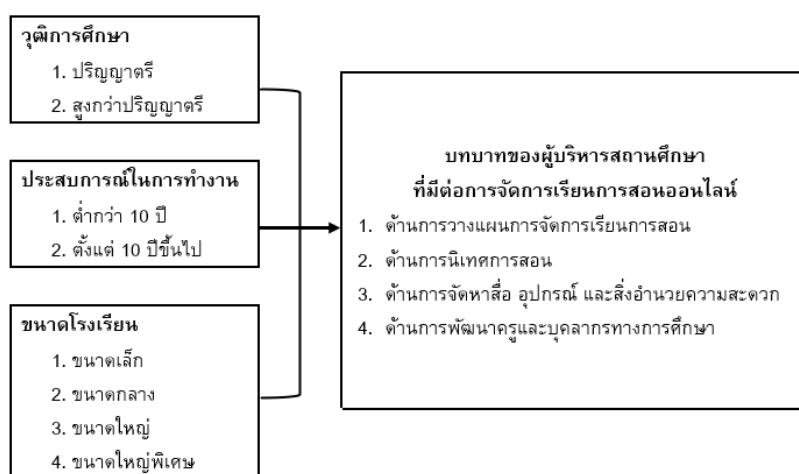 วุฒิการศึกษา
1. ปริญญาตรี
2. สูงกว่าปริญญาตรี
ประสบการณ์ในการทำงาน
1. ต่ำกว่า 10 ปี
2. ตั้งแต่ 10 ปีขึ้นไป
ขนาดโรงเรียน
1. ขนาดเล็ก
2. ขนาดกลาง
3. ขนาดใหญ่
4. ขนาดใหญ่พิเศษ
บทบาทของผู้บริหารสถานศึกษา
ที่มีต่อการจัดการเรียนการสอนออนไลน์
1. ด้านการวางแผนการจัดการเรียนการสอน
2. ด้านการนิเทศการสอน
3. ด้านการจัดหาสื่อ อุปกรณ์ และสิ่งอำนวยความสะดวก
4. ด้านการพัฒนาครูและบุคลากรทางการศึกษา